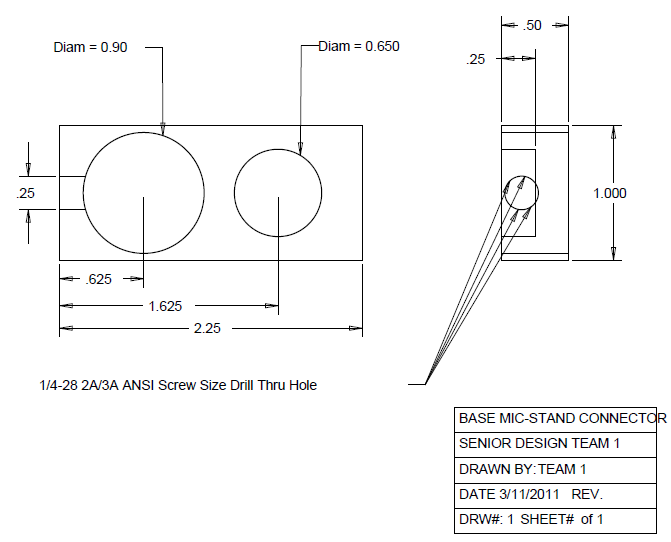 .50
Diam = 0.90
Diam = 0.650
.25
.25
1.000
.625
1.625
2.25
1/4-28 2A/3A ANSI Screw Size Drill Thru Hole
BASE MIC-STAND CONNECTOR
SENIOR DESIGN TEAM 1
DRAWN BY: TEAM 1
DATE 3/11/2011 REV.
DRW#: 1 SHEET# of 1